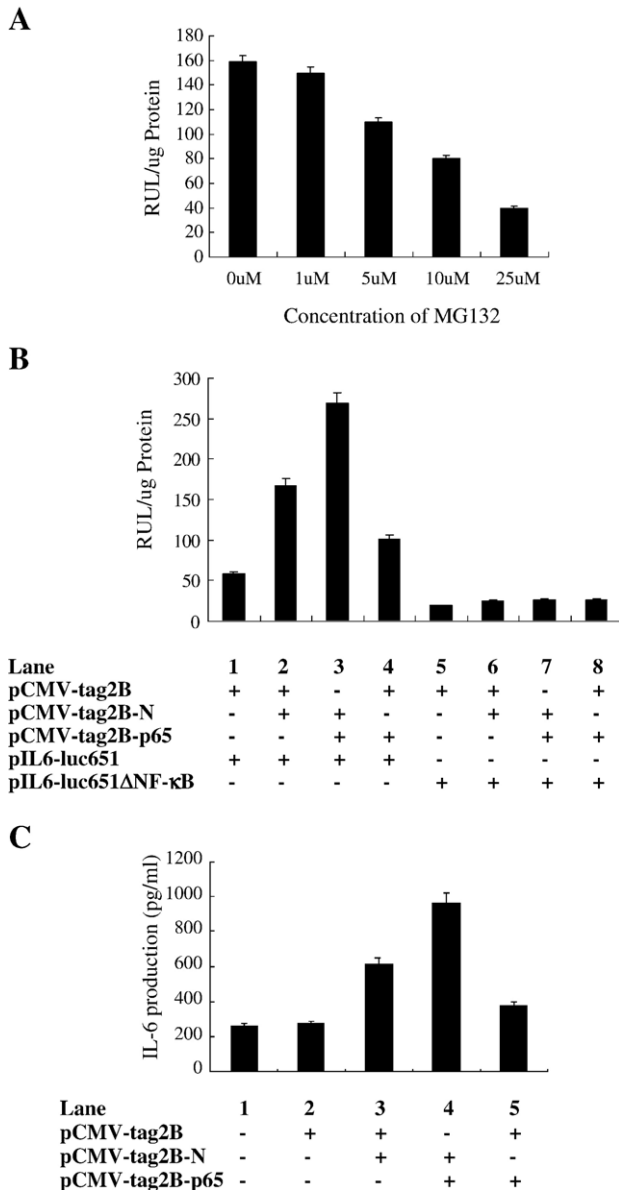 A
RUL/ug Protein
180
160
140
120
100
80
60
40
20
0
0uM 1uM 5uM 10uM 25uM
Concentration of MG132
B
RUL/ug Protein
300
250
200
150
100
50
0
Lane 1 2 3 4 5 6 7 8
pCMV-tag2B + + - + + + - +
pCMV-tag2B-N - + + - - + + -
pCMV-tag2B-p65 - - + + - - + +
pIL6-luc651 + + + + - - - -
pIL6-luc651ΔNF-κB - - - - + + + +
C
IL-6 production (pg/ml)
1200
1000
800
600
400
200
0
Lane 1 2 3 4 5
pCMV-tag2B - + + - +
pCMV-tag2B-N - - + + -
pCMV-tag2B-p65 - - - + +